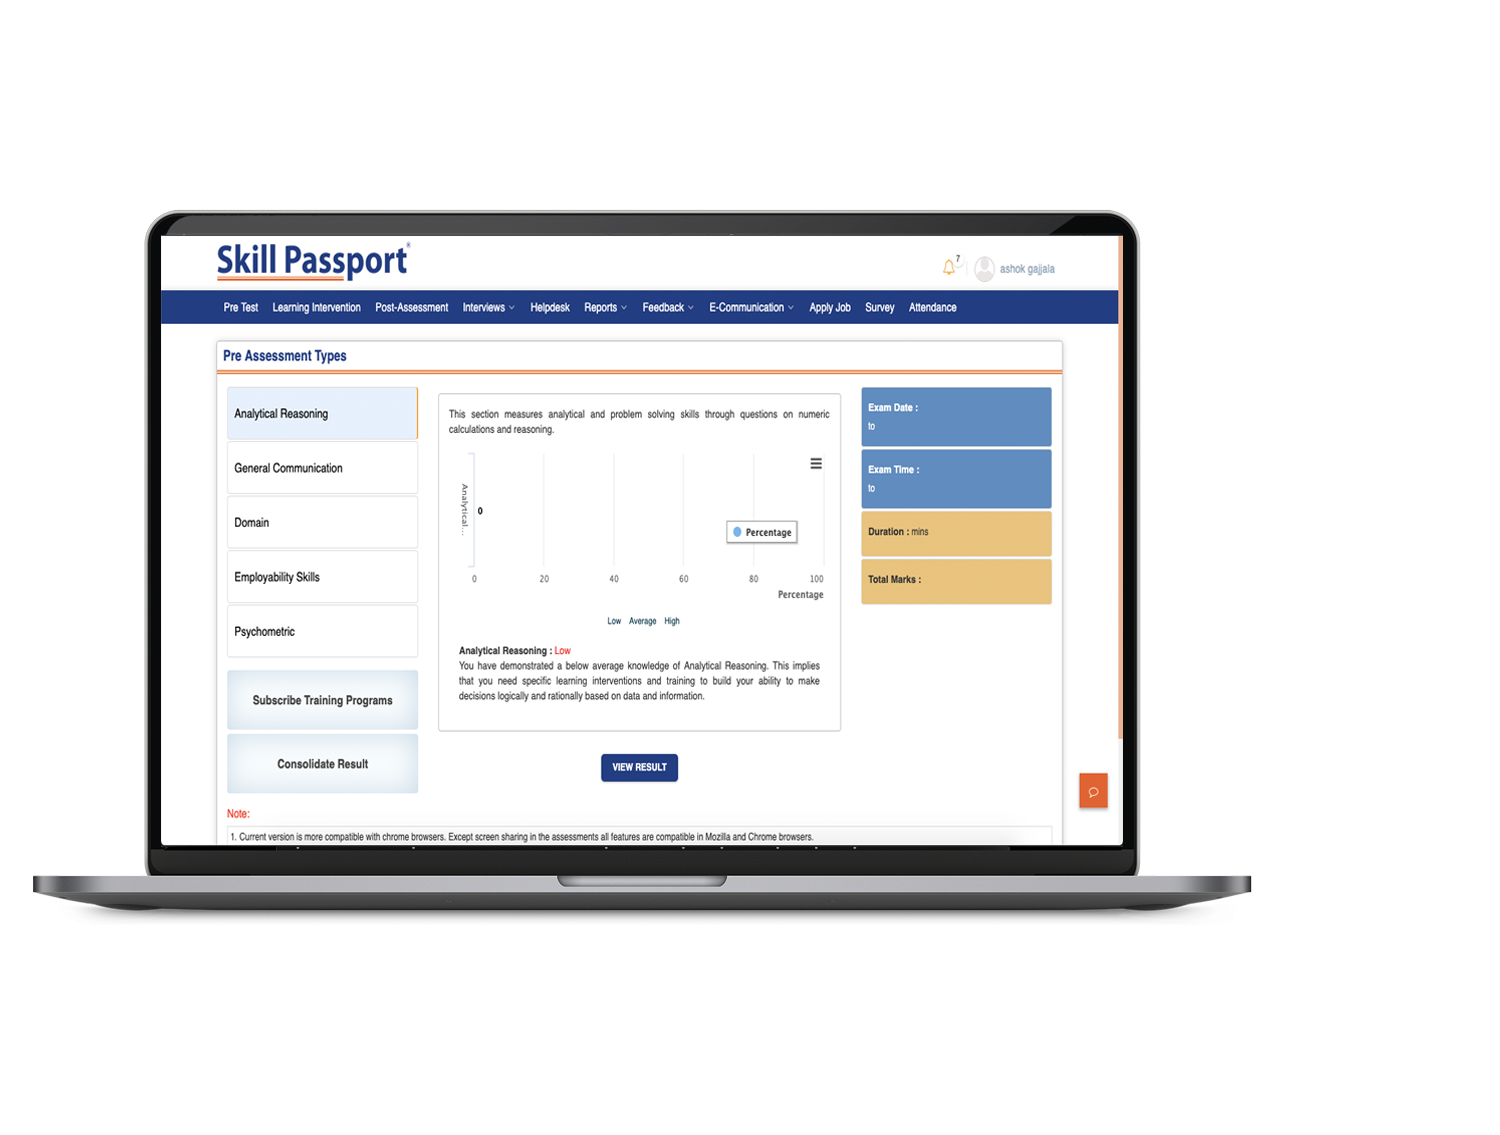 Skill Passport®
7
ashok gajjala
Pre Test Learning Intervention Post-Assessment Interviews Helpdesk Reports Feedback E-Communication Apply Job Survey Attendance
Pre Assessment Types
Analytical Reasoning
General Communication
Domain
Employability Skills
Psychometric
Subscribe Training Programs
Consolidate Result
This section measures analytical and problem solving skills through questions on numeric
calculations and reasoning.
Analytical...
0
Percentage
0 20 40 60 80 100
Percentage
Low Average High
Analytical Reasoning : Low
You have demonstrated a below average knowledge of Analytical Reasoning. This implies
that you need specific learning interventions and training to build your ability to make
decisions logically and rationally based on data and information.
VIEW RESULT
Exam Date :
to
Exam Time :
to
Duration : mins
Total Marks :
Note:
1. Current version is more compatible with chrome browsers. Except screen sharing in the assessments all features are compatible in Mozilla and Chrome browsers.